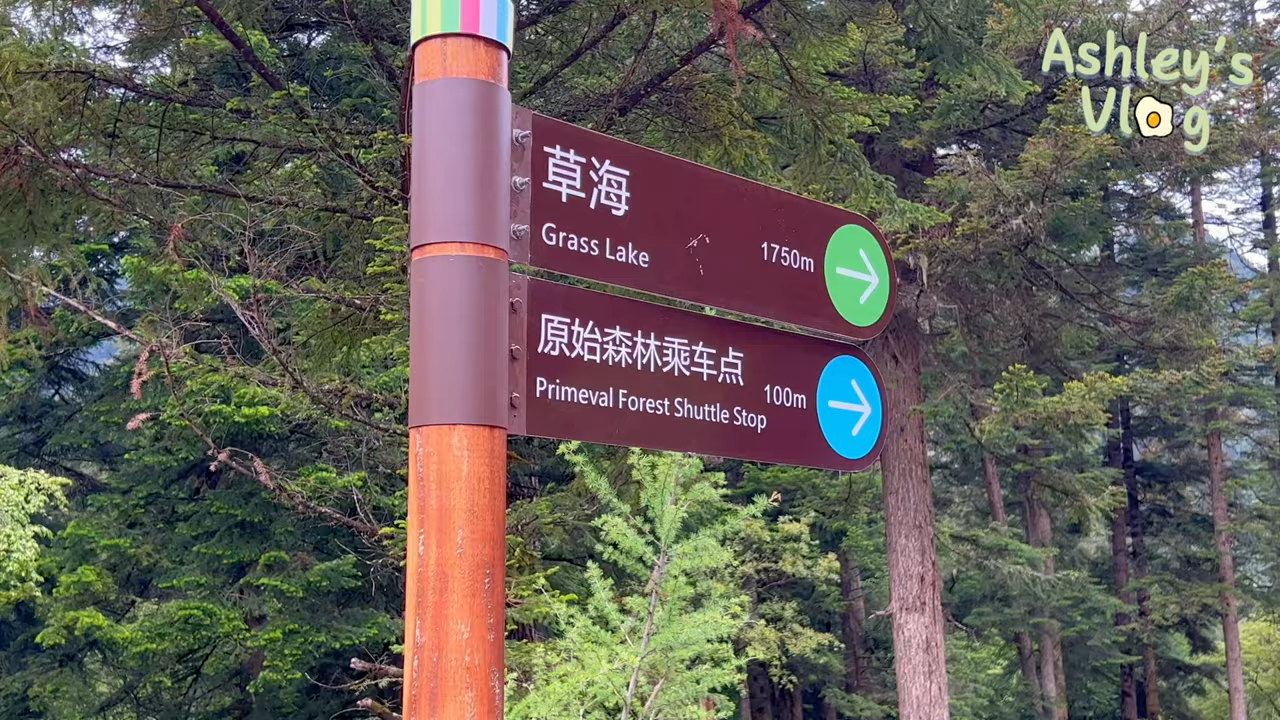 Ashley's
Vlog
草海
Grass Lake
1750m
原始森林乘车点
Primeval Forest Shuttle Stop
100m